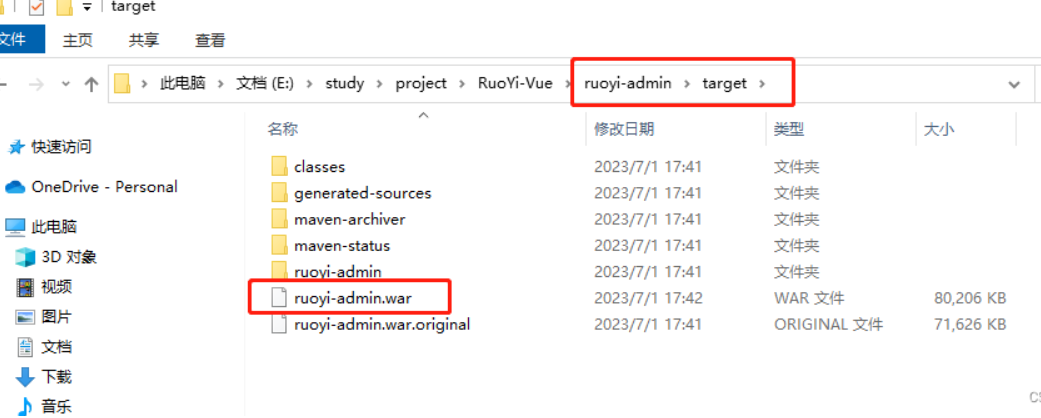 target
文件 主页 共享 查看
此电脑 文档 (E:) study project RuoYi-Vue ruoyi-admin target
名称 修改日期 类型 大小
快速访问
OneDrive - Personal
此电脑
3D 对象
视频
图片
文档
下载
音乐
classes 2023/7/1 17:41 文件夹
generated-sources 2023/7/1 17:41 文件夹
maven-archiver 2023/7/1 17:41 文件夹
maven-status 2023/7/1 17:41 文件夹
ruoyi-admin 2023/7/1 17:41 文件夹
ruoyi-admin.war 2023/7/1 17:42 WAR 文件 80,206 KB
ruoyi-admin.war.original 2023/7/1 17:41 ORIGINAL 文件 71,626 KB